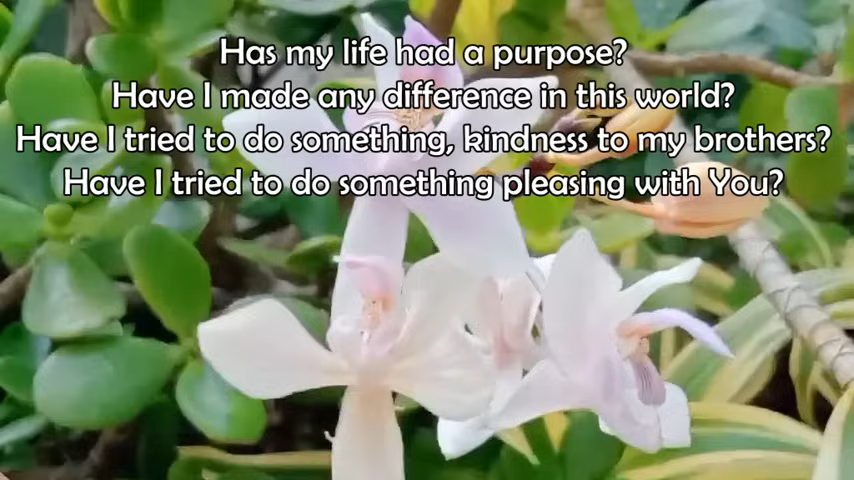 Has my life had a purpose?
Have I made any difference in this world?
Have I tried to do something, kindness to my brothers?
Have I tried to do something pleasing with You?